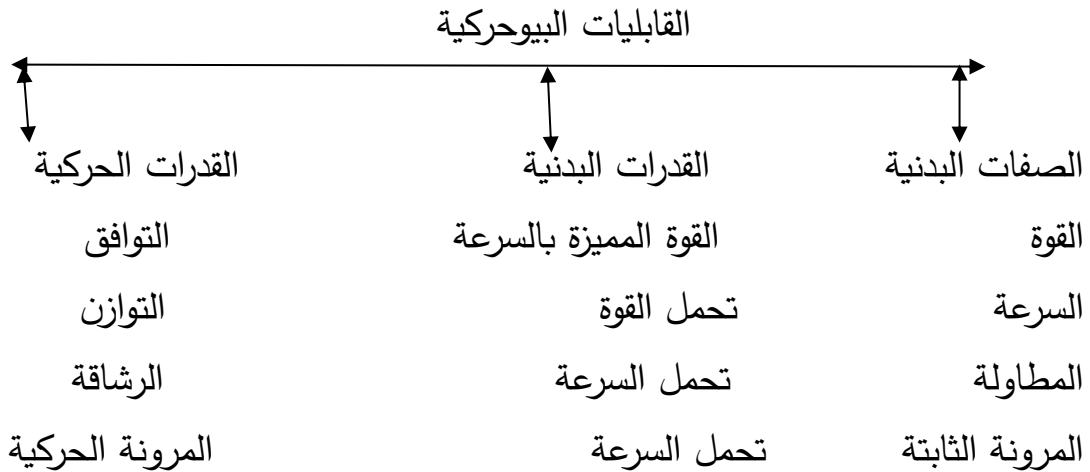 القابليات البيوحركية
الصفات البدنية القدرات البدنية القدرات الحركية
القوة القوة المميزة بالسرعة التوافق
السرعة تحمل القوة التوازن
المطاولة تحمل السرعة الرشاقة
المرونة الثابتة تحمل السرعة المرونة الحركية